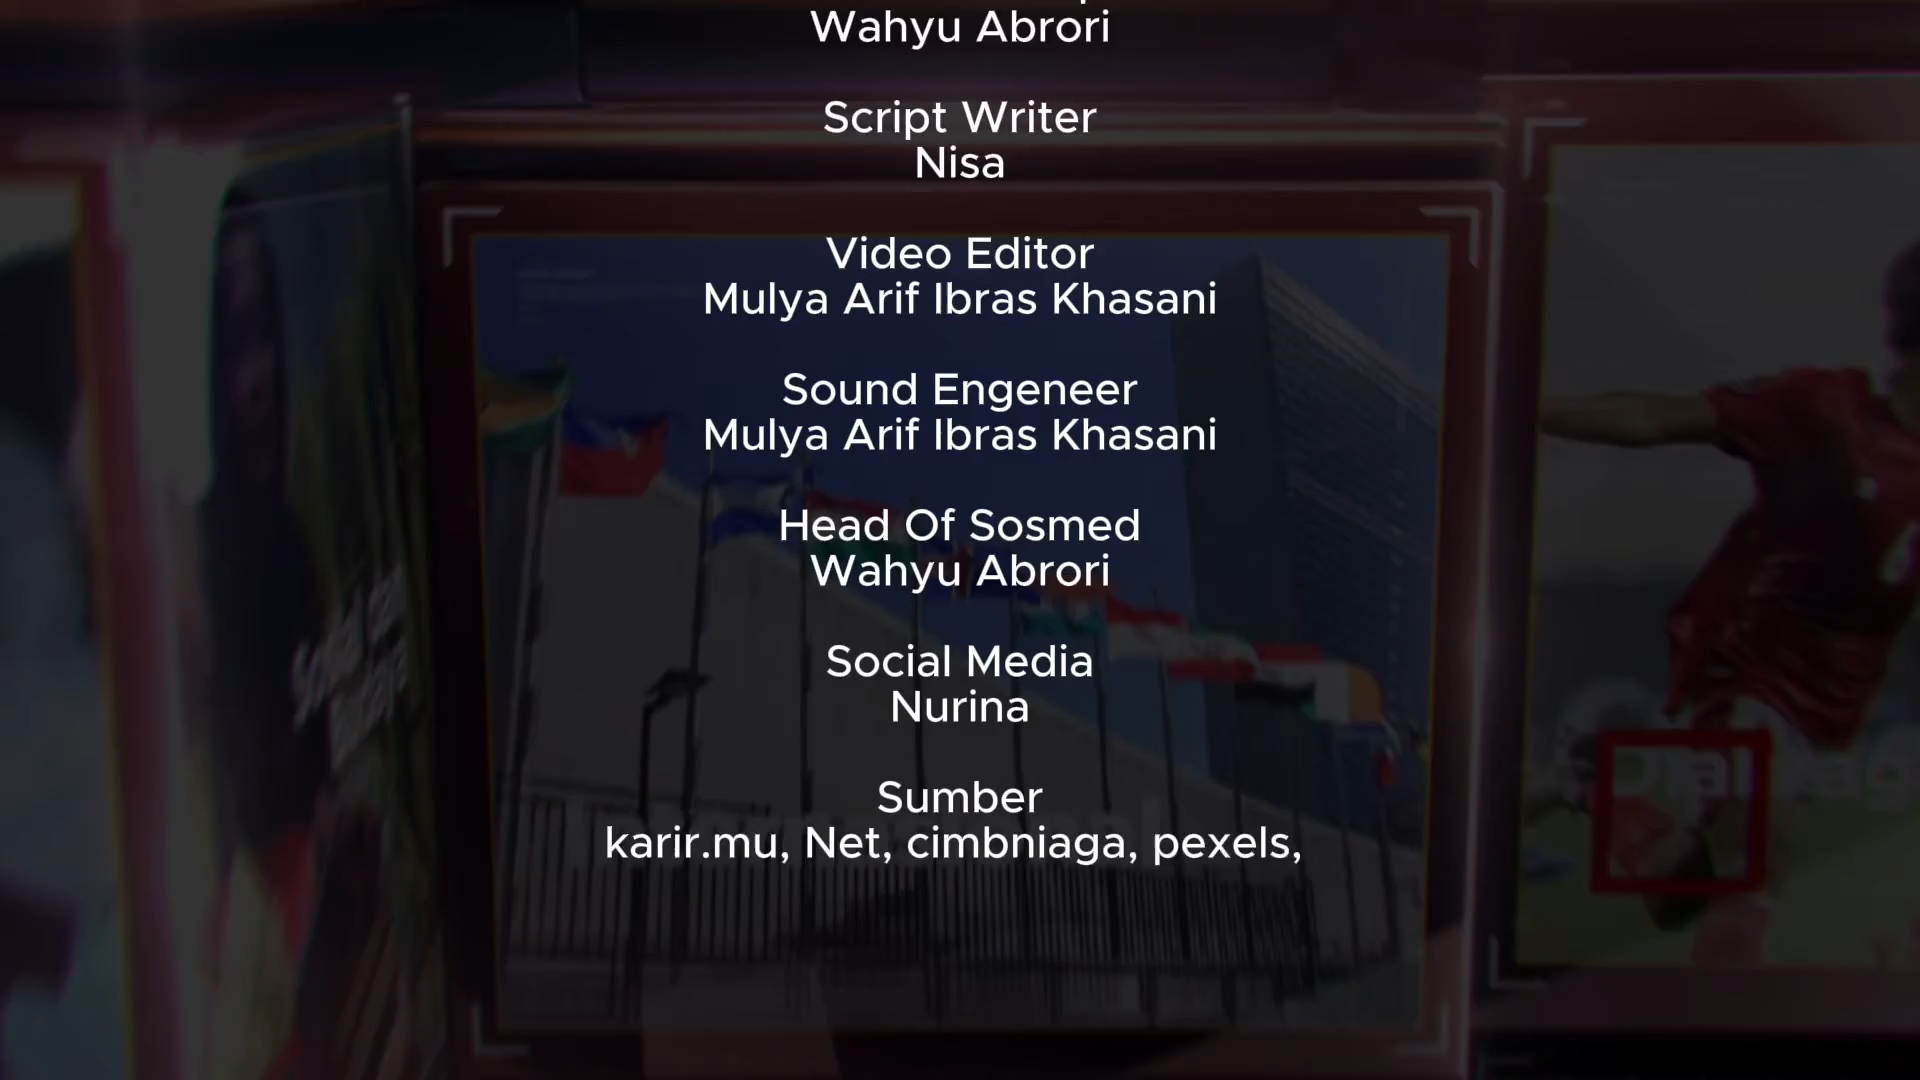 Wahyu Abrori
Script Writer
Nisa
Video Editor
Mulya Arif Ibras Khasani
Sound Engeneer
Mulya Arif Ibras Khasani
Head Of Sosmed
Wahyu Abrori
Social Media
Nurina
Sumber
karir.mu, Net, cimbniaga, pexels,